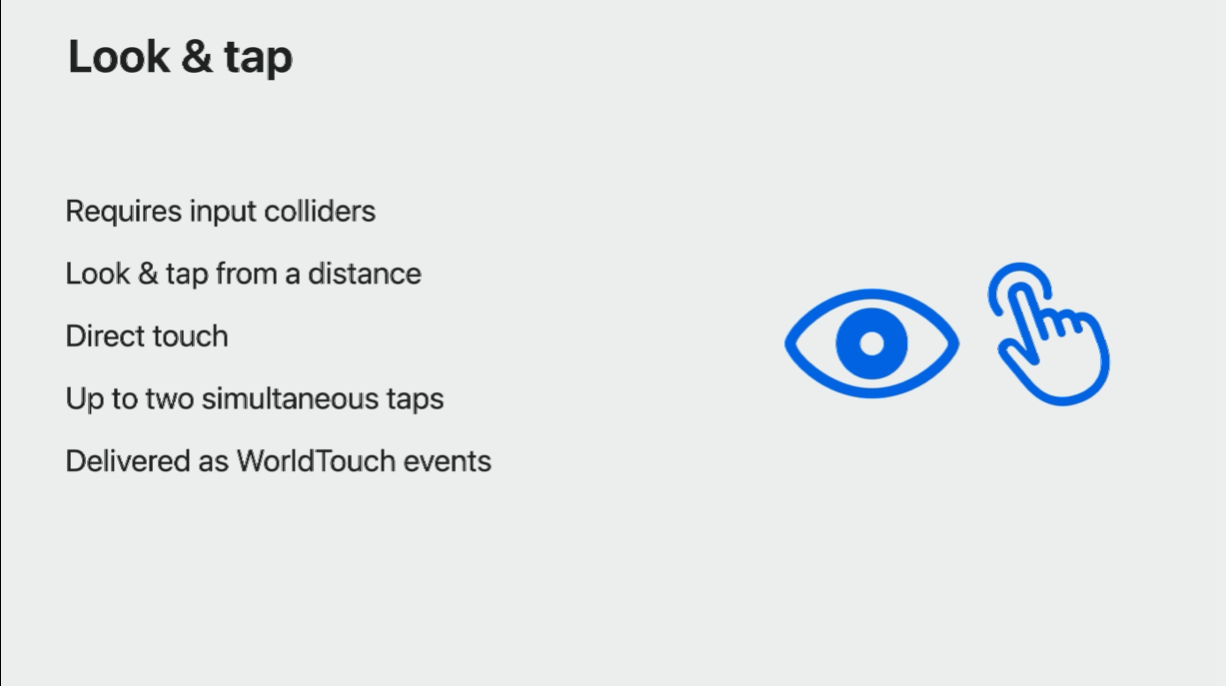 Look & tap
Requires input colliders
Look & tap from a distance
Direct touch
Up to two simultaneous taps
Delivered as WorldTouch events